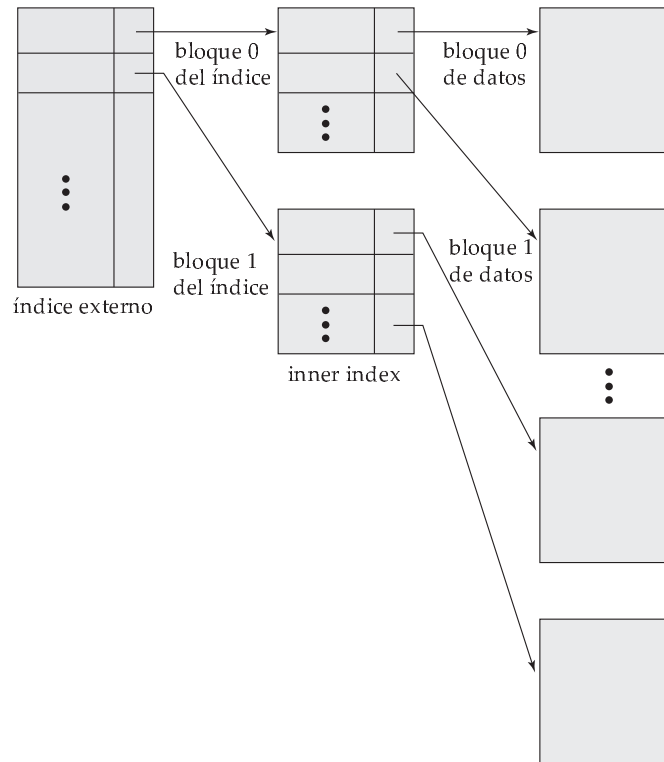 bloque 0
del índice
bloque 0
de datos
bloque 1
del índice
bloque 1
de datos
índice externo
inner index